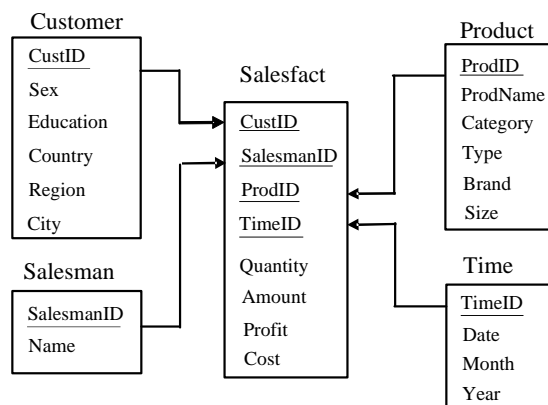 Customer
CustID
Sex
Education
Country
Region
City
Salesman
SalesmanID
Name
Salesfact
CustID
SalesmanID
ProdID
TimeID
Quantity
Amount
Profit
Cost
Product
ProdID
ProdName
Category
Type
Brand
Size
Time
TimeID
Date
Month
Year